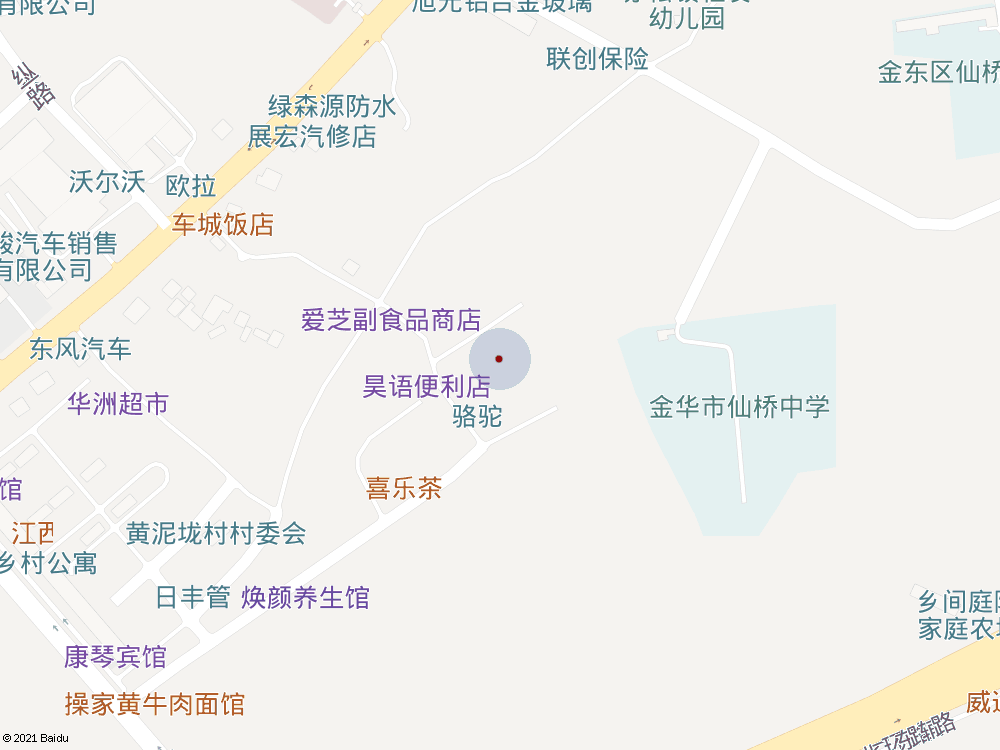 有限公司
旭光铝合金玻璃
幼儿园
联创保险
金东区仙桥
纵路
绿森源防水
展宏汽修店
沃尔沃
欧拉
车城饭店
骏汽车销售
有限公司
爱芝副食品商店
东风汽车
昊语便利店
华洲超市
骆驼
金华市仙桥中学
喜乐茶
馆
江西
黄泥垅村村委会
乡村公寓
日丰管
焕颜养生馆
乡间庭院
家庭农场
康琴宾馆
操家黄牛肉面馆
威迈
© 2021 Baidu